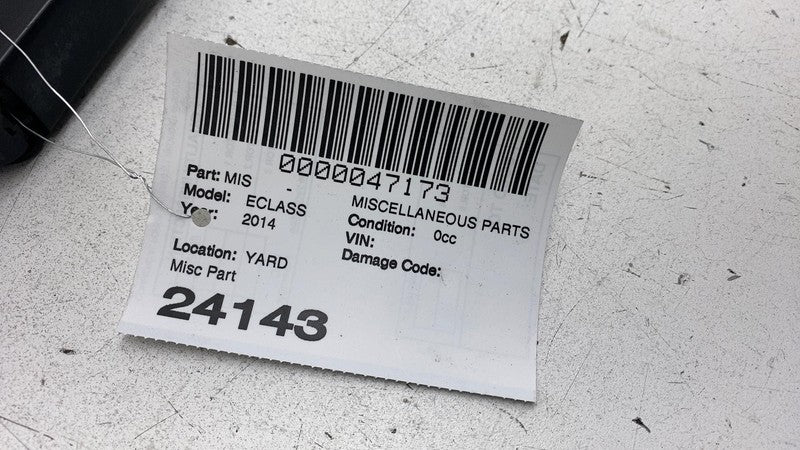 0000047173
Part: MIS - MISCELLANEOUS PARTS
Model: ECLASS Condition: 0cc
Year: 2014 VIN:
Damage Code:
Location: YARD
Misc Part
24143